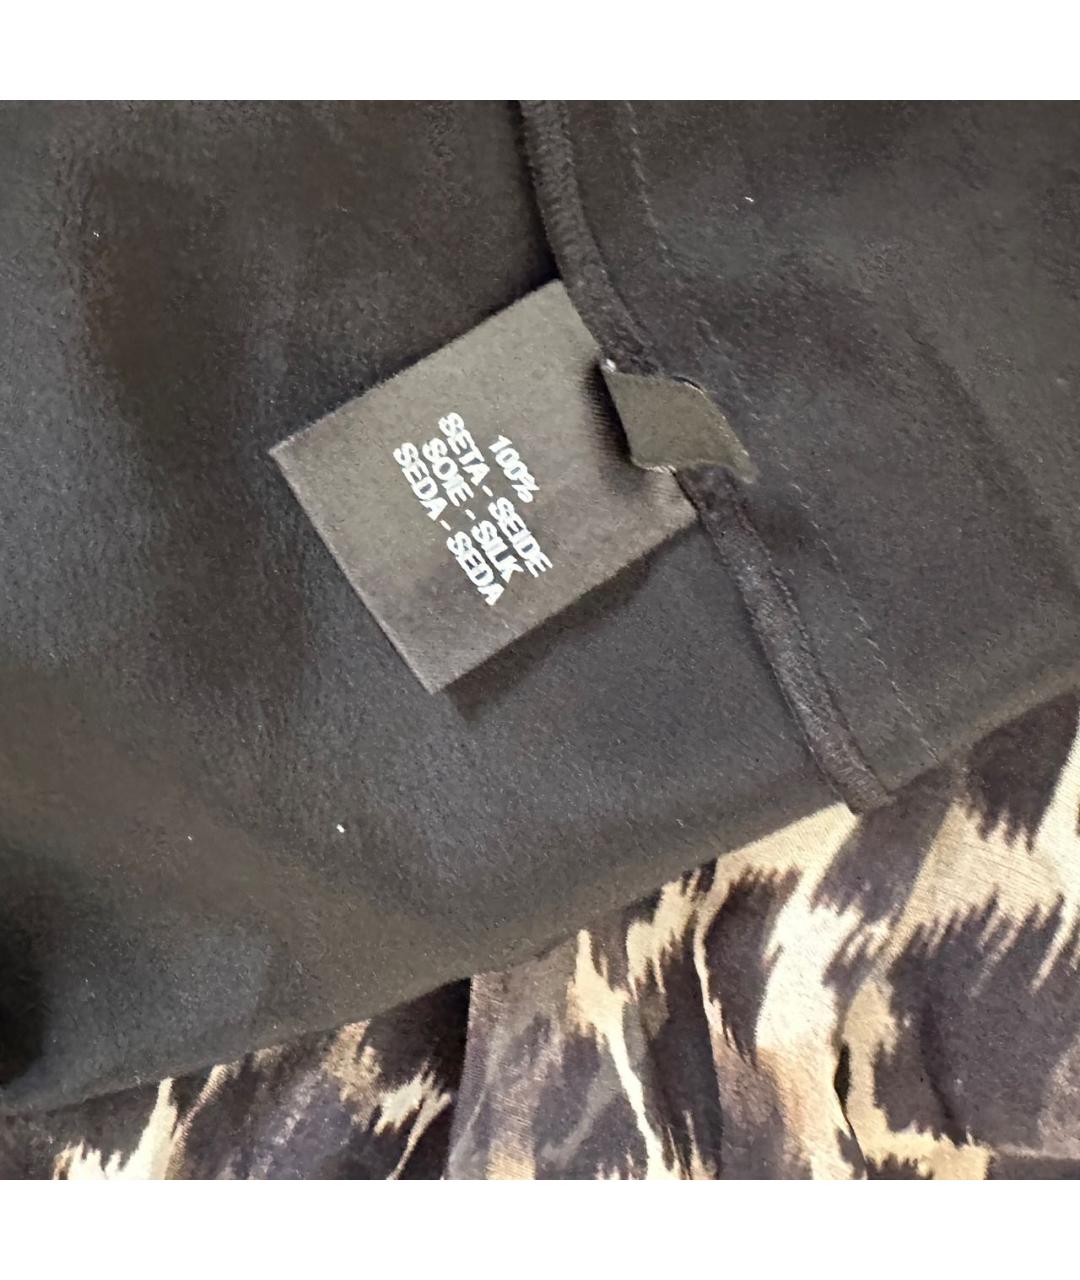 100%
SETA - SEIDE
SOIE - SILK
SEDA - SEDA